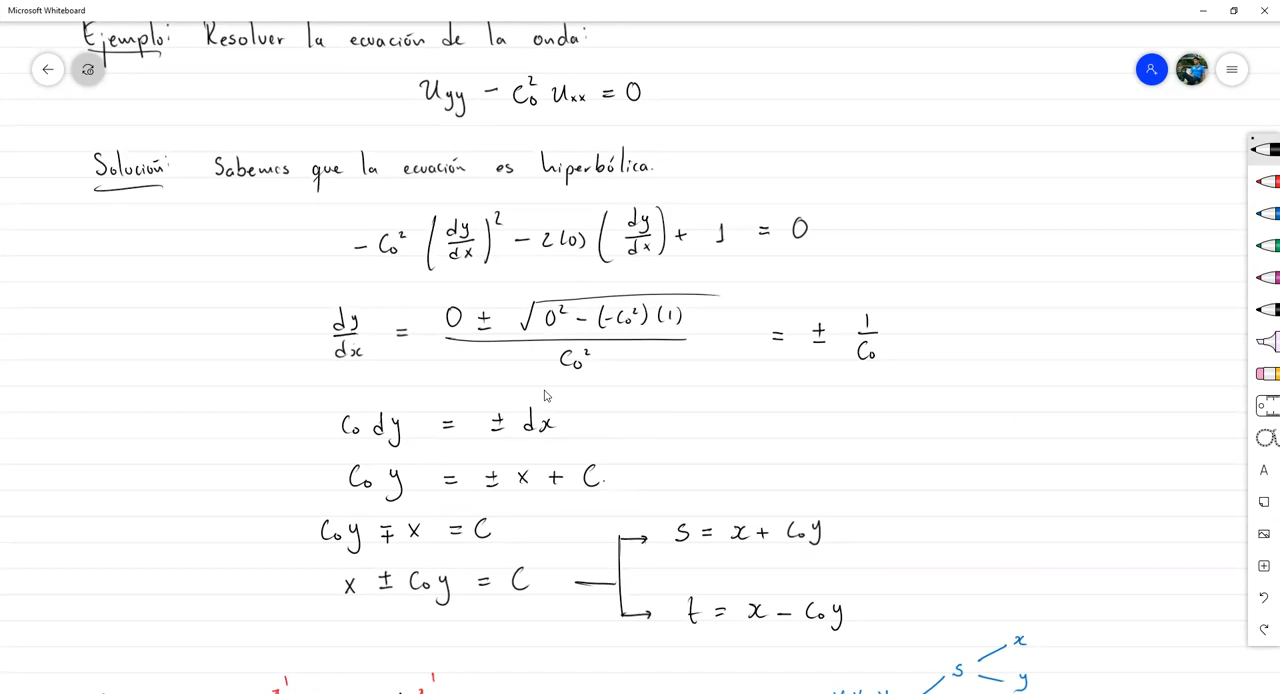 Microsoft Whiteboard
Ejemplo: Resolver la ecuación de la onda:
Uyy - C₀² Uxx = 0
Solución: Sabemos que la ecuación es hiperbólica.
- C₀² (dy/dx)² - 2(0) (dy/dx) + 1 = 0
dy/dx = (0 ± √(0² - (-C₀²)(1)))/C₀² = ± 1/C₀
C₀ dy = ± dx
C₀ y = ± x + C.
C₀y ∓ x = C
x ± C₀y = C
s = x + C₀y
t = x - C₀y
s x
y